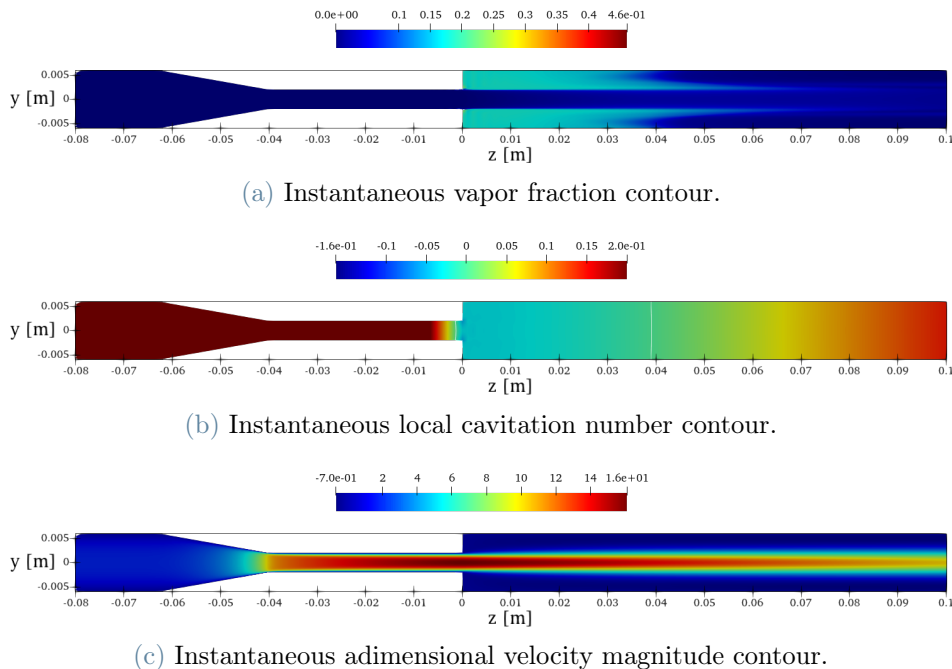 0.0e+00 0.1 0.2 0.3 0.4 4.6e-01
0.005
y [m] 0
-0.005
-0.08 -0.07 -0.06 -0.05 -0.04 -0.03 -0.02 -0.01 0 0.01 0.02 0.03 0.04 0.05 0.06 0.07 0.08 0.09 0.1
z [m]
(a) Instantaneous vapor fraction contour.
-1.6e-01 -0.1 -0.05 0 0.05 0.1 0.15 2.0e-01
0.005
y [m] 0
-0.005
-0.08 -0.07 -0.06 -0.05 -0.04 -0.03 -0.02 -0.01 0 0.01 0.02 0.03 0.04 0.05 0.06 0.07 0.08 0.09 0.1
z [m]
(b) Instantaneous local cavitation number contour.
-7.0e-01 2 4 6 8 10 12 14 1.6e+01
0.005
y [m] 0
-0.005
-0.08 -0.07 -0.06 -0.05 -0.04 -0.03 -0.02 -0.01 0 0.01 0.02 0.03 0.04 0.05 0.06 0.07 0.08 0.09 0.1
z [m]
(c) Instantaneous adimensional velocity magnitude contour.